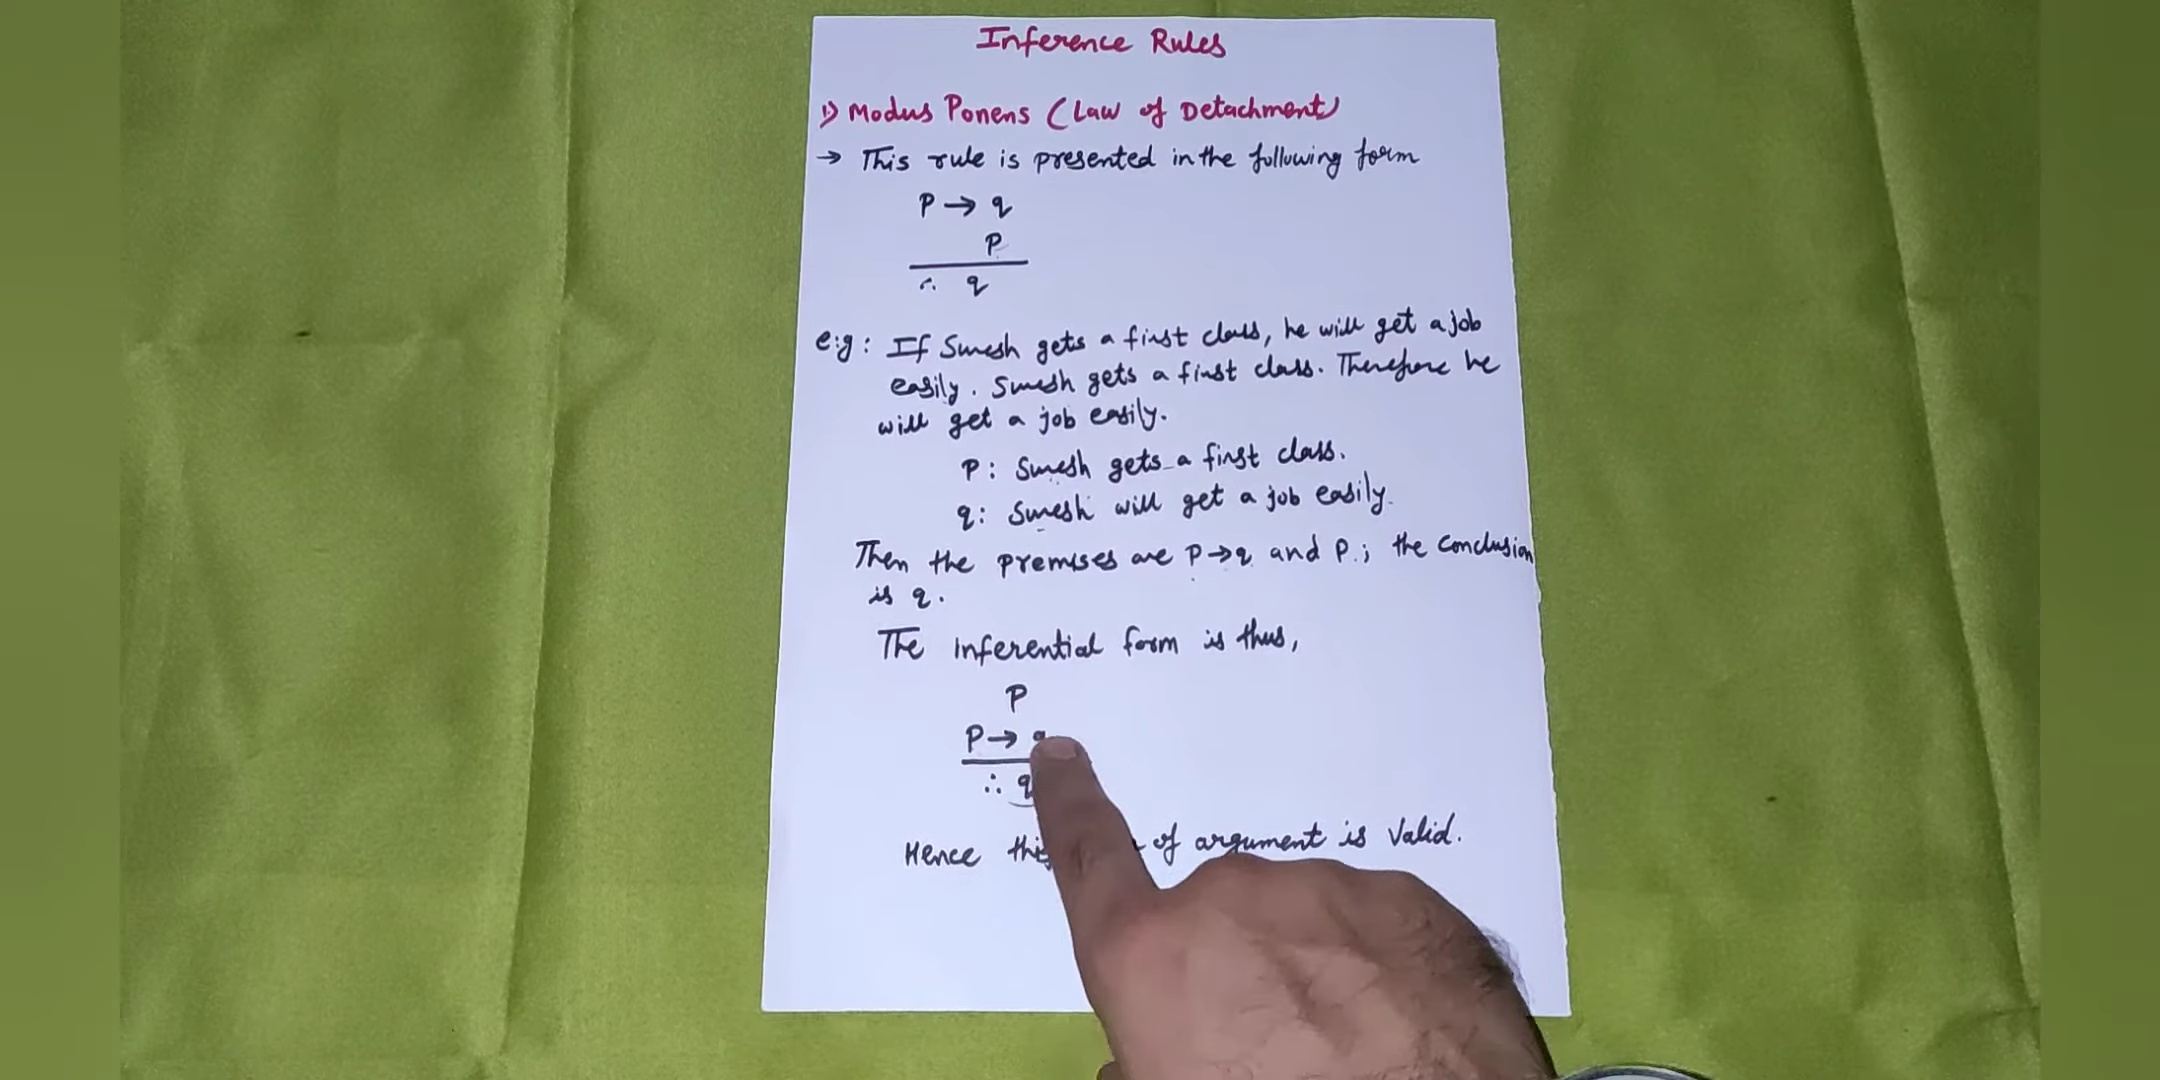 Inference Rules
1) Modus Ponens (Law of Detachment)
→ This rule is presented in the following form
P → q
P
∴ q
e:g: If Suresh gets a first class, he will get a job
easily. Suresh gets a first class. Therefore he
will get a job easily.
P: Suresh gets a first class.
q: Suresh will get a job easily.
Then the premises are P→q and P.; the Conclusion
is q.
The inferential form is thus,
P
P→ q
∴ q
Hence this of argument is Valid.